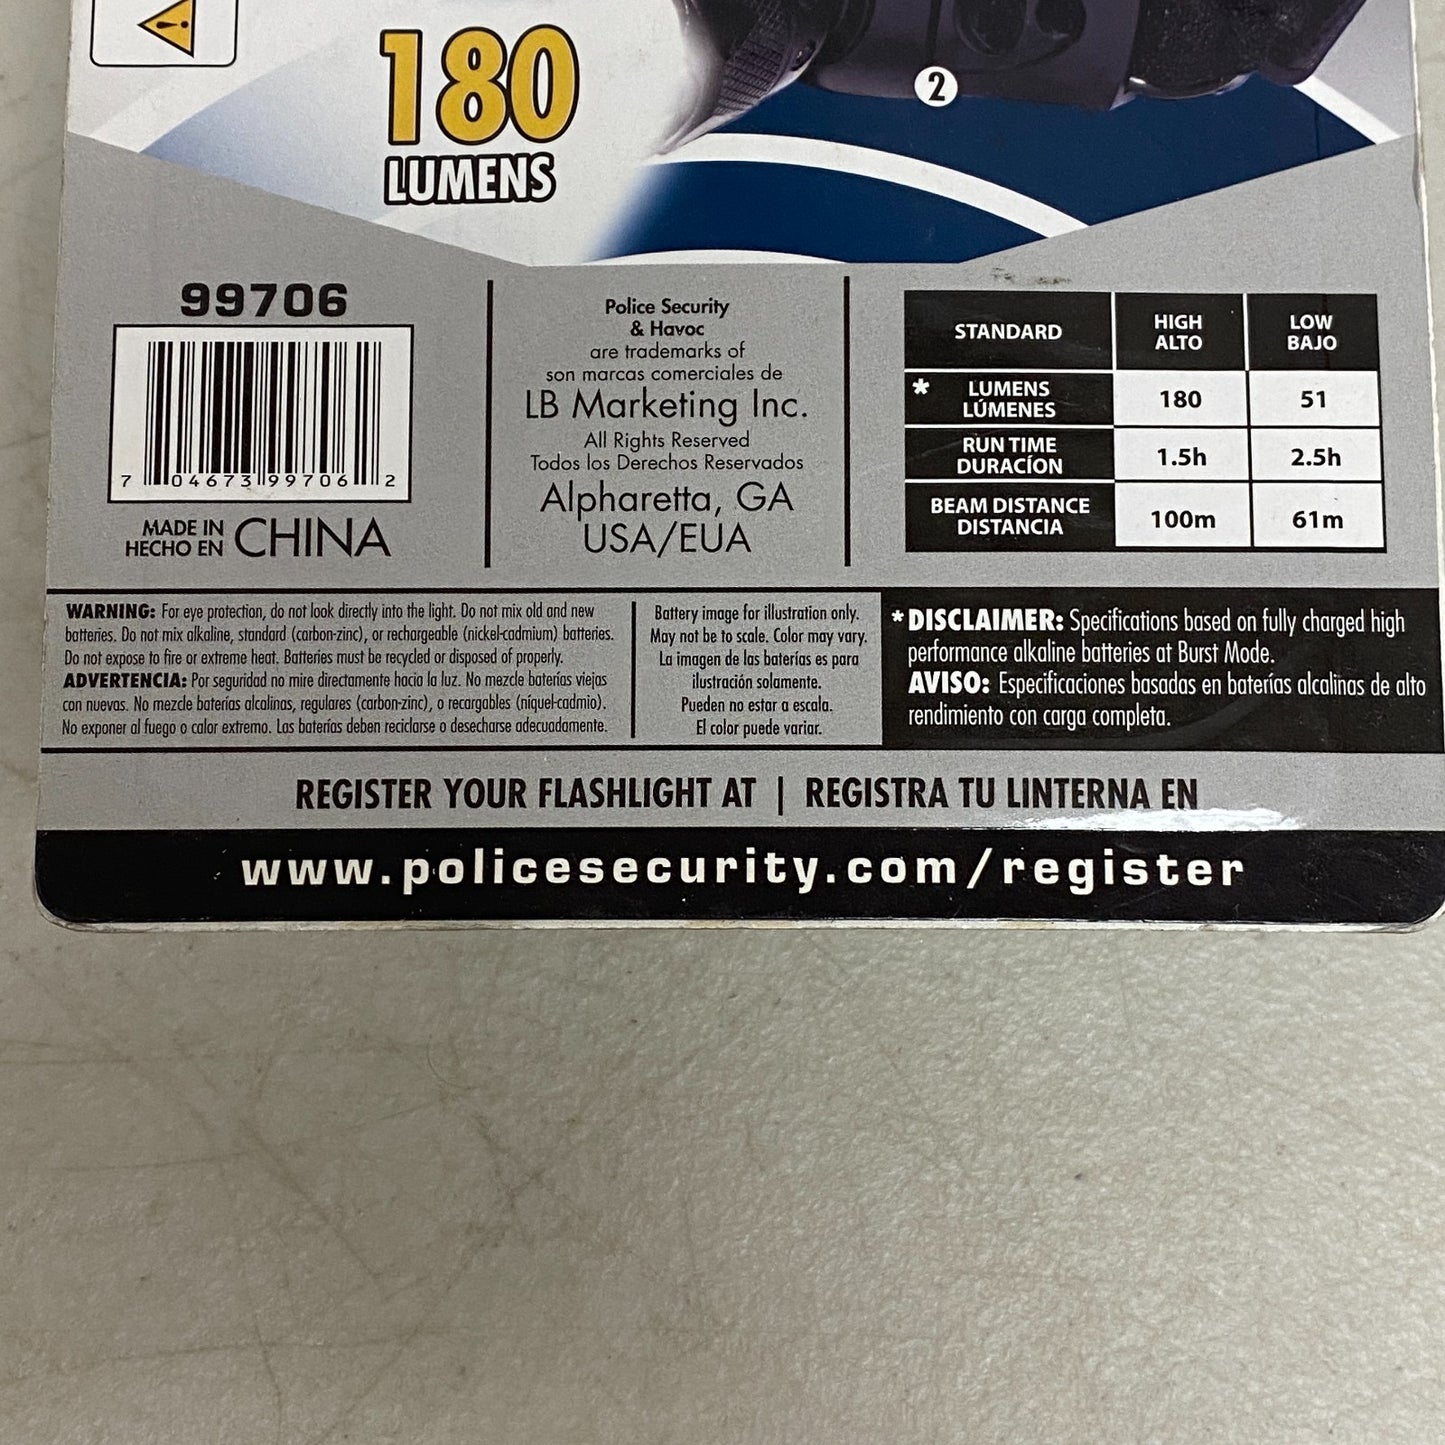 180
LUMENS
2
99706
7 04673 99706 2
MADE IN
HECHO EN CHINA
Police Security
& Havoc
are trademarks of
son marcas comerciales de
LB Marketing Inc.
All Rights Reserved
Todos los Derechos Reservados
Alpharetta, GA
USA/EUA
STANDARD HIGH ALTO LOW BAJO
* LUMENS LÚMENES 180 51
RUN TIME DURACÍON 1.5h 2.5h
BEAM DISTANCE DISTANCIA 100m 61m
WARNING: For eye protection, do not look directly into the light. Do not mix old and new
batteries. Do not mix alkaline, standard (carbon-zinc), or rechargeable (nickel-cadmium) batteries.
Do not expose to fire or extreme heat. Batteries must be recycled or disposed of properly.
ADVERTENCIA: Por seguridad no mire directamente hacia la luz. No mezcle baterías viejas
con nuevas. No mezcle baterías alcalinas, regulares (carbon-zinc), o recargables (níquel-cadmio).
No exponer al fuego o calor extremo. Las baterías deben reciclarse o desecharse adecuadamente.
Battery image for illustration only.
May not be to scale. Color may vary.
La imagen de las baterías es para
ilustración solamente.
Pueden no estar a escala.
El color puede variar.
* DISCLAIMER: Specifications based on fully charged high
performance alkaline batteries at Burst Mode.
AVISO: Especificaciones basadas en baterías alcalinas de alto
rendimiento con carga completa.
REGISTER YOUR FLASHLIGHT AT | REGISTRA TU LINTERNA EN
www.policesecurity.com/register